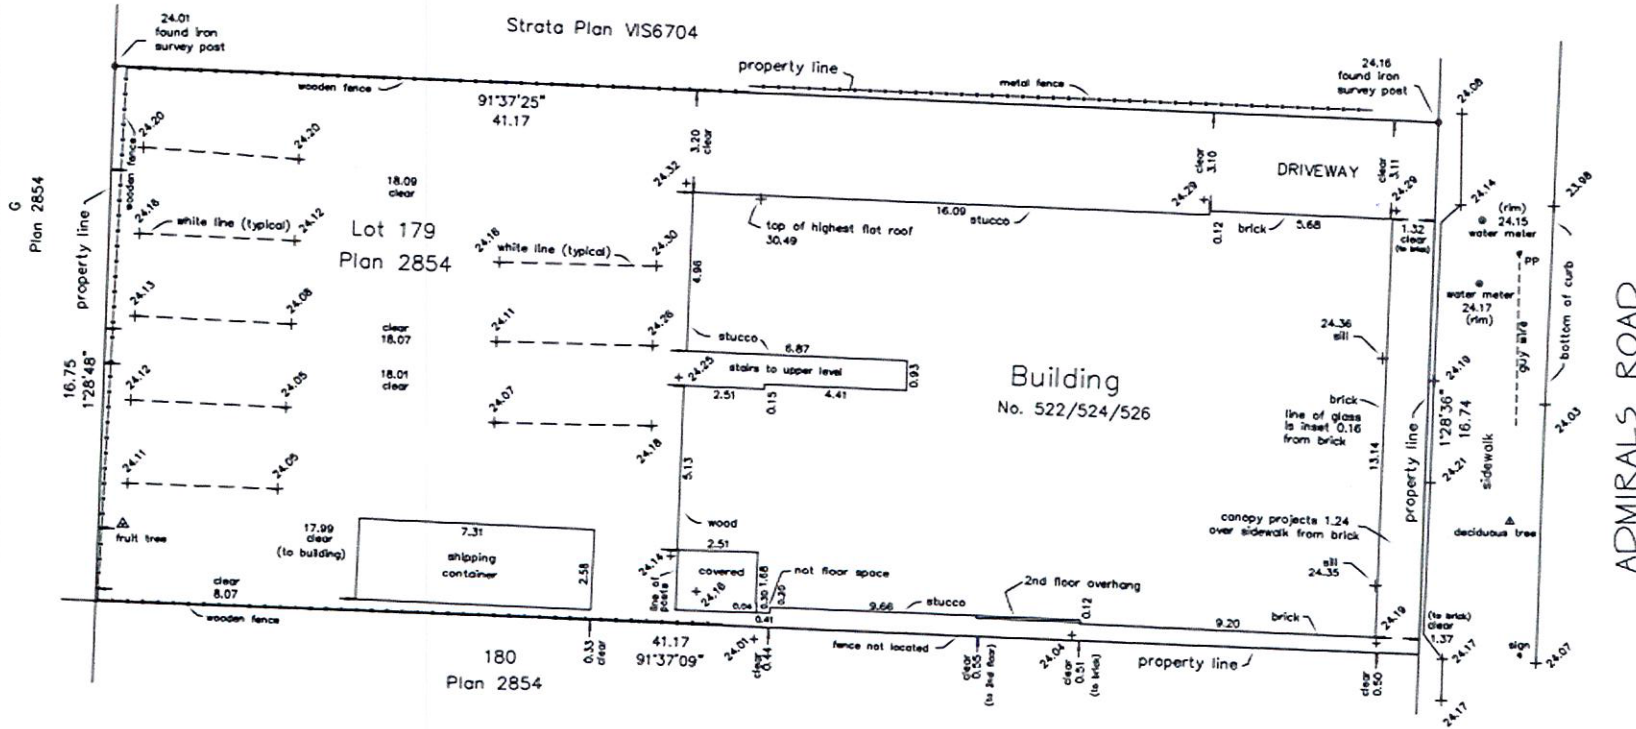 Strata Plan VIS6704
24.01
found iron
survey post
property line
metal fence
wooden fence
24.16
found iron
survey post
24.08
91°37'25"
41.17
3.20
clear
clear
3.10
DRIVEWAY
clear
3.11
24.20
24.20
wooden fence
G
Plan 2854
property line
18.09
clear
24.32
24.29
24.29
24.14
23.98
24.16
white line (typical)
24.12
Lot 179
Plan 2854
24.16
white line (typical)
24.30
16.09
stucco
top of highest flat roof
30.49
0.12
brick
5.68
1.32
clear
(to brick)
(rim)
24.15
water meter
PP
water meter
24.17
(rim)
guy wire
bottom of curb
ADMIRALS ROAD
4.96
24.13
24.08
clear
18.07
24.11
24.26
stucco
6.87
stairs to upper level
0.93
24.25
2.51
0.15
4.41
24.36
sill
Building
No. 522/524/526
brick
line of glass
is inset 0.16
from brick
13.14
property line
1°28'36"
16.74
24.19
24.21
sidewalk
24.03
16.75
1°28'48"
24.12
24.05
18.01
clear
24.07
24.18
5.13
24.11
24.05
fruit tree
17.99
clear
(to building)
7.31
shipping
container
2.58
wood
2.51
24.14
covered
24.16
line of
posts
0.04
0.30
1.68
0.20
0.41
not floor space
2nd floor overhang
canopy projects 1.24
over sidewalk from brick
sill
24.35
deciduous tree
clear
8.07
wooden fence
9.66
stucco
0.12
9.20
brick
24.19
(to brick)
clear
1.37
24.17
sign
24.07
0.33
clear
41.17
91°37'09"
24.01
clear
0.44
fence not located
clear
0.55
(to 2nd floor)
24.04
clear
0.51
(to brick)
property line
clear
0.50
24.17
180
Plan 2854